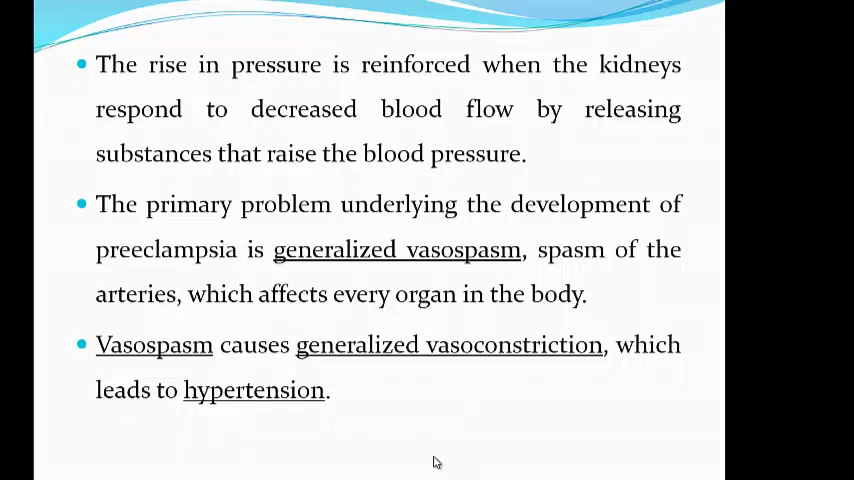 The rise in pressure is reinforced when the kidneys
respond to decreased blood flow by releasing
substances that raise the blood pressure.
The primary problem underlying the development of
preeclampsia is generalized vasospasm, spasm of the
arteries, which affects every organ in the body.
Vasospasm causes generalized vasoconstriction, which
leads to hypertension.